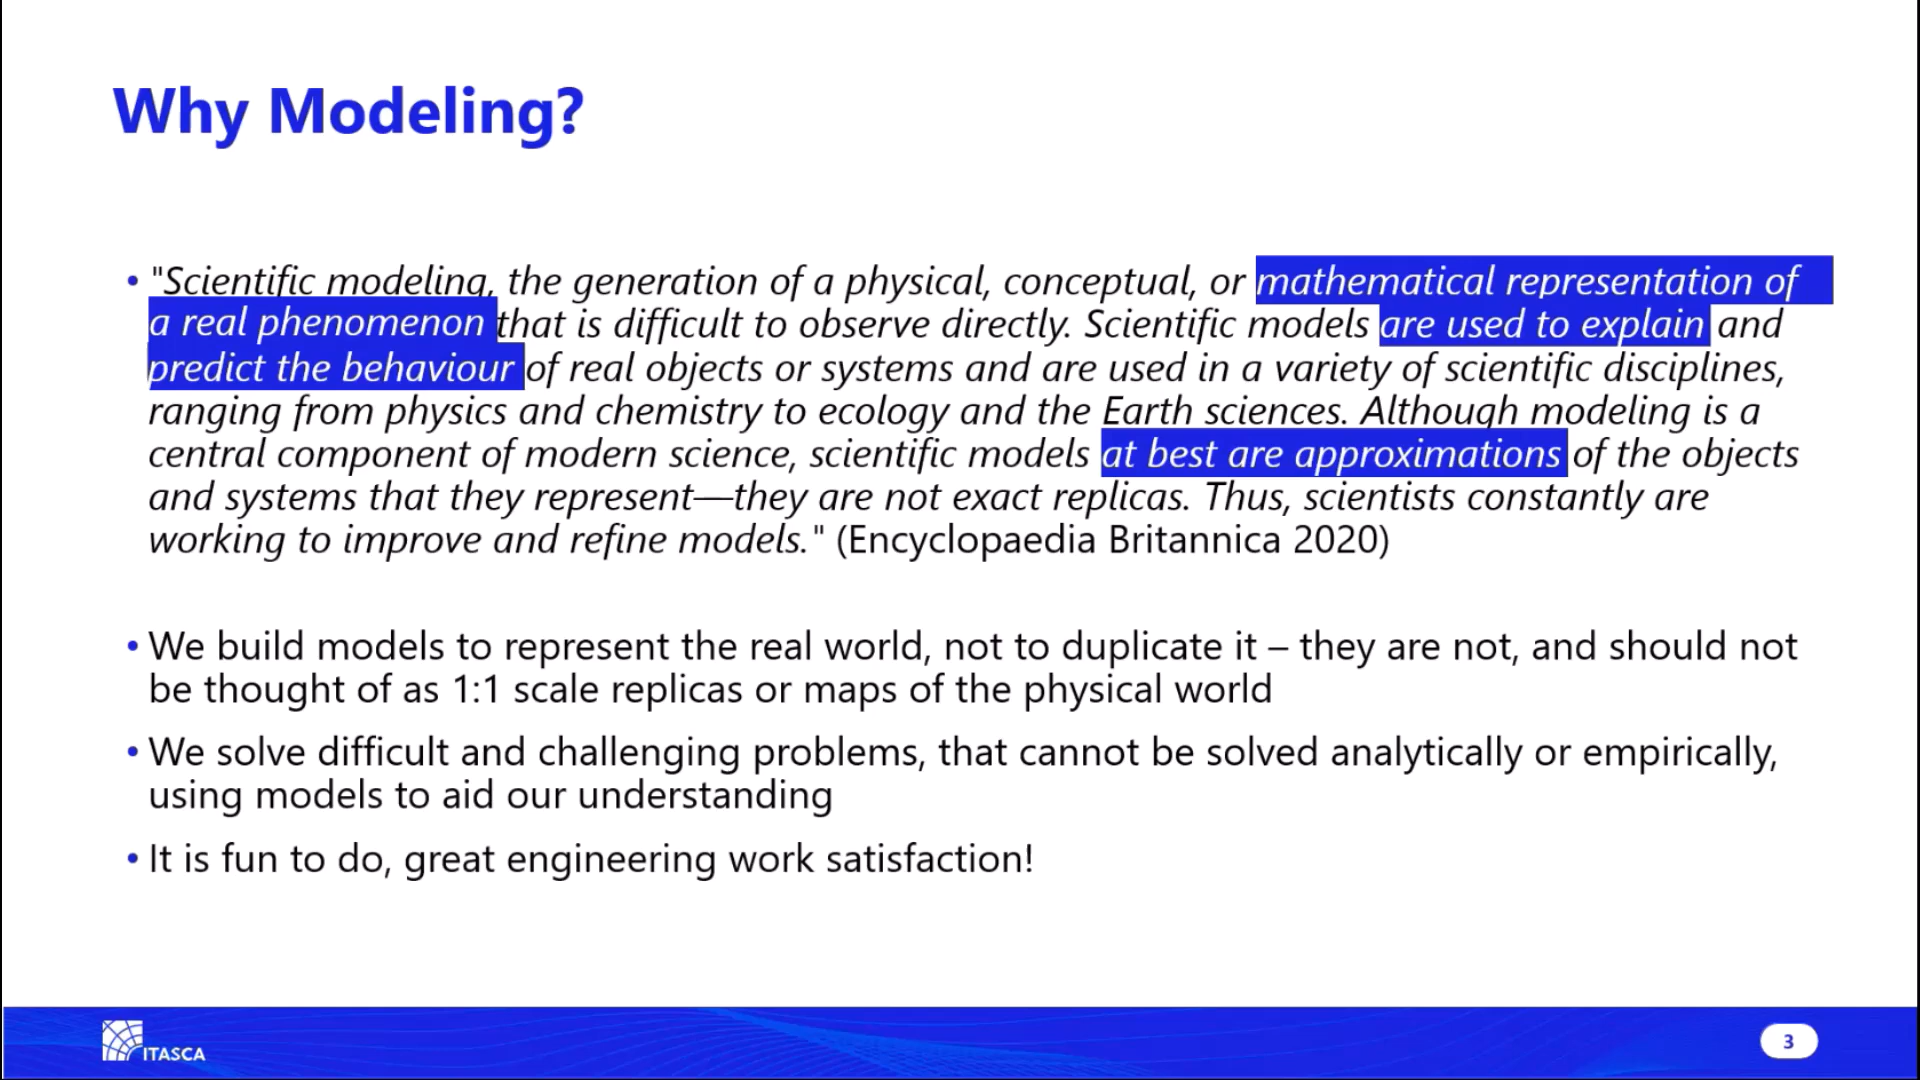 Why Modeling?
• "Scientific modeling, the generation of a physical, conceptual, or mathematical representation of
a real phenomenon that is difficult to observe directly. Scientific models are used to explain and
predict the behaviour of real objects or systems and are used in a variety of scientific disciplines,
ranging from physics and chemistry to ecology and the Earth sciences. Although modeling is a
central component of modern science, scientific models at best are approximations of the objects
and systems that they represent—they are not exact replicas. Thus, scientists constantly are
working to improve and refine models." (Encyclopaedia Britannica 2020)
• We build models to represent the real world, not to duplicate it – they are not, and should not
be thought of as 1:1 scale replicas or maps of the physical world
• We solve difficult and challenging problems, that cannot be solved analytically or empirically,
using models to aid our understanding
• It is fun to do, great engineering work satisfaction!
ITASCA
3